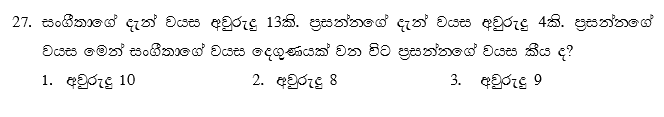 27. සංගීතාගේ දැන් වයස අවුරුදු 13කි. ප්‍රසන්නගේ දැන් වයස අවුරුදු 4කි. ප්‍රසන්නගේ
වයස මෙන් සංගීතාගේ වයස දෙගුණයක් වන විට ප්‍රසන්නගේ වයස කීය ද?
1. අවුරුදු 10 2. අවුරුදු 8 3. අවුරුදු 9